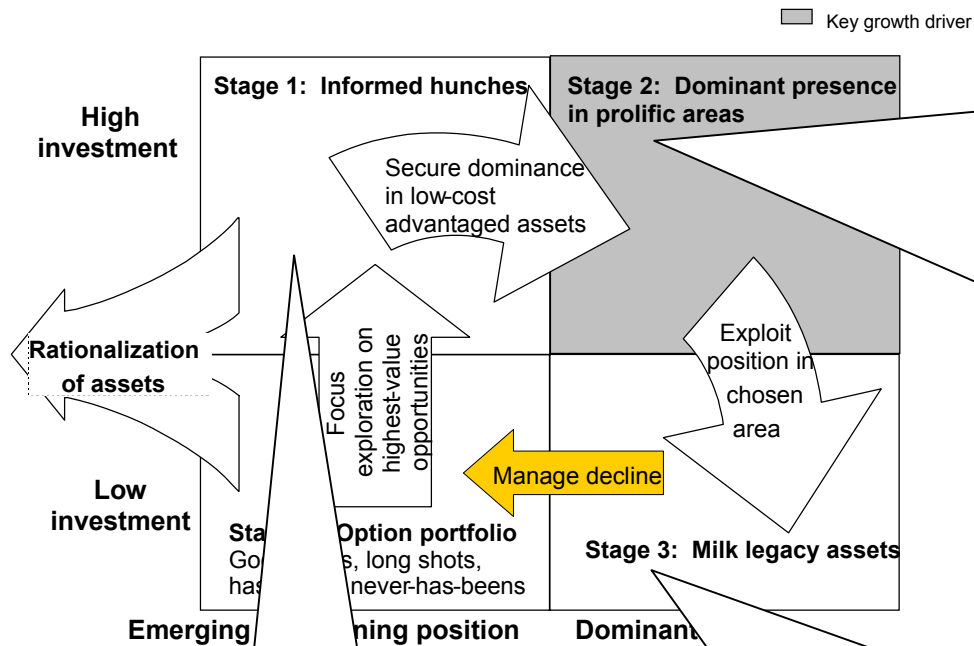 Key growth driver
Stage 1:  Informed hunches
Stage 2:  Dominant presence
in prolific areas
High
investment
Secure dominance
in low-cost
advantaged assets
Rationalization
of assets
Focus
exploration on
highest-value
opportunities
Exploit
position in
chosen
area
Manage decline
Low
investment
Option portfolio
long shots,
never-has-beens
Stage 3:  Milk legacy assets
Emerging
position
Dominant